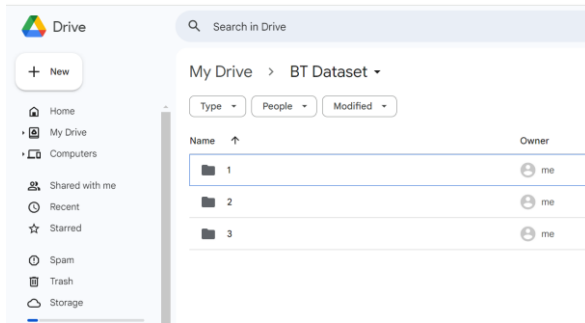 Drive
Search in Drive
New
Home
My Drive
Computers
Shared with me
Recent
Starred
Spam
Trash
Storage
My Drive > BT Dataset
Type People Modified
Name Owner
1 me
2 me
3 me